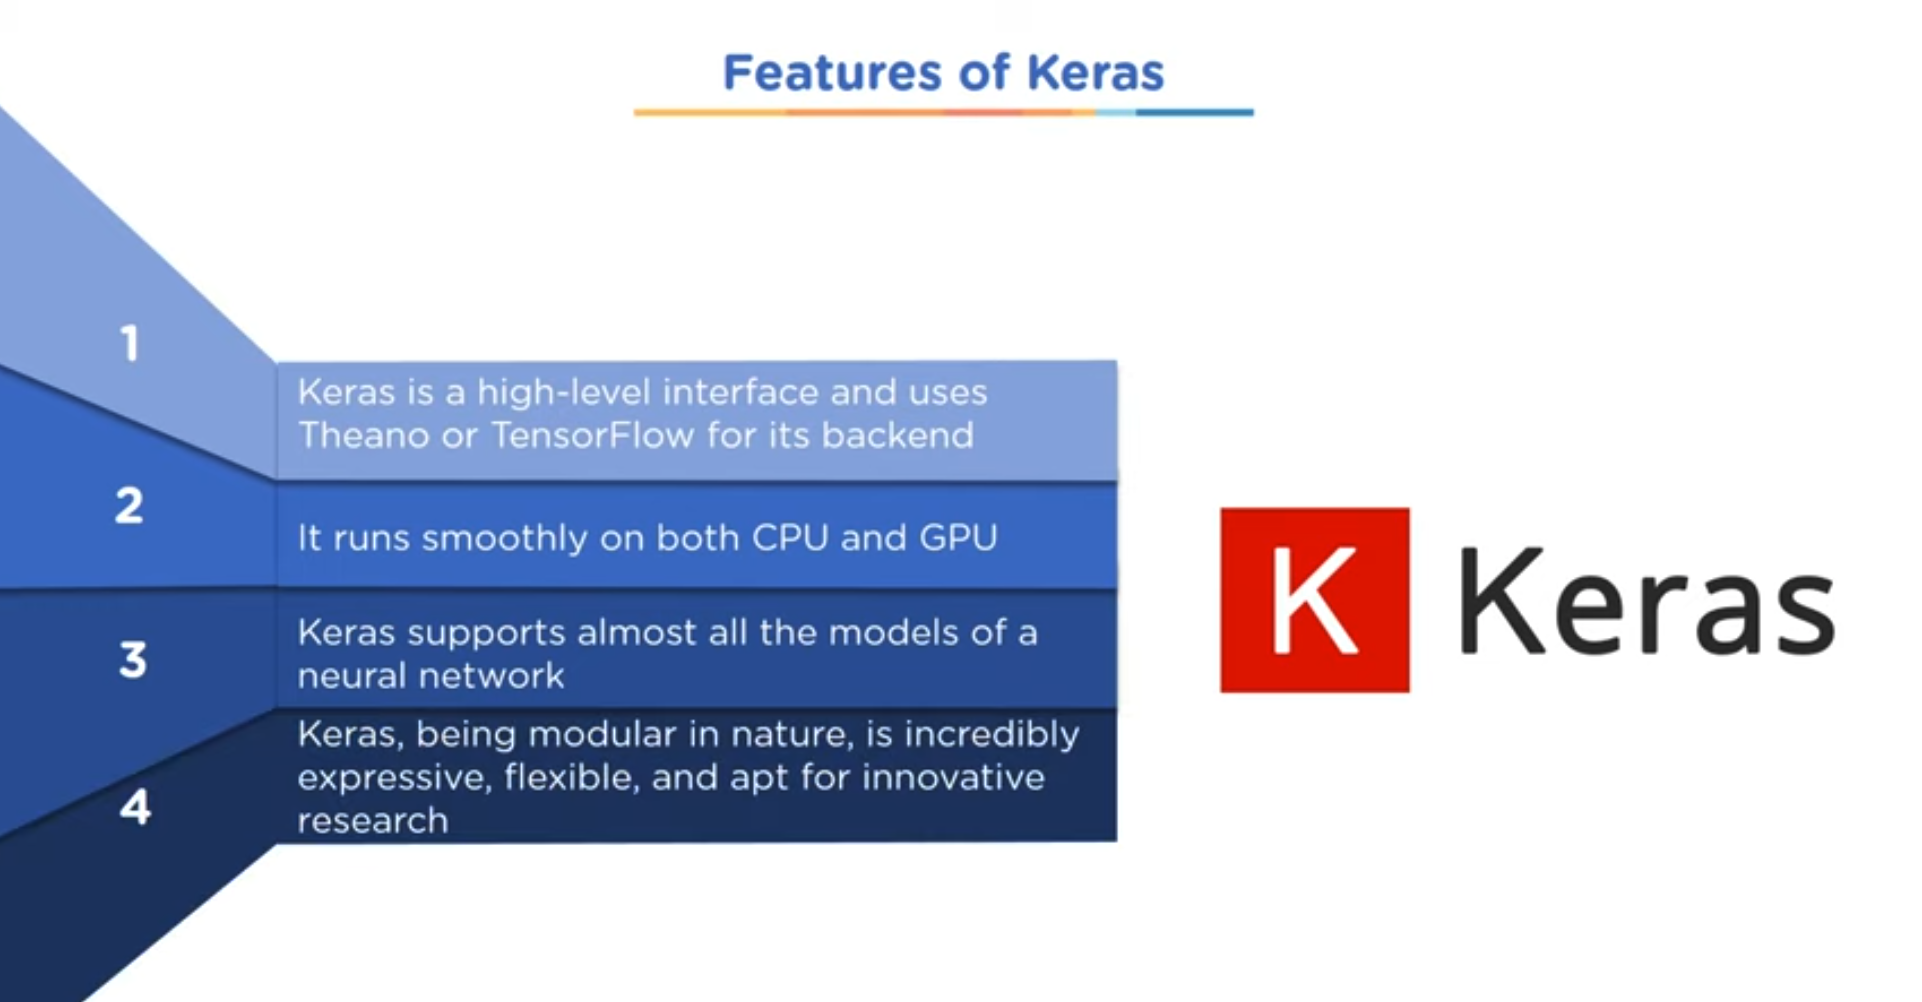 Features of Keras
1
Keras is a high-level interface and uses
Theano or TensorFlow for its backend
2
It runs smoothly on both CPU and GPU
3
Keras supports almost all the models of a
neural network
4
Keras, being modular in nature, is incredibly
expressive, flexible, and apt for innovative
research
K Keras